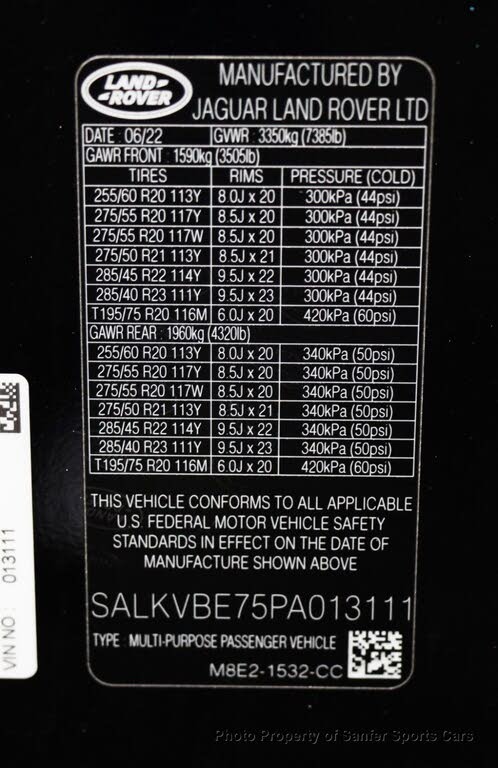 LAND-
-ROVER
MANUFACTURED BY
JAGUAR LAND ROVER LTD
DATE : 06/22 GVWR : 3350kg (7385lb)
GAWR FRONT : 1590kg (3505lb)
TIRES RIMS PRESSURE (COLD)
255/60 R20 113Y 8.0J x 20 300kPa (44psi)
275/55 R20 117Y 8.5J x 20 300kPa (44psi)
275/55 R20 117W 8.5J x 20 300kPa (44psi)
275/50 R21 113Y 8.5J x 21 300kPa (44psi)
285/45 R22 114Y 9.5J x 22 300kPa (44psi)
285/40 R23 111Y 9.5J x 23 300kPa (44psi)
T195/75 R20 116M 6.0J x 20 420kPa (60psi)
GAWR REAR : 1960kg (4320lb)
255/60 R20 113Y 8.0J x 20 340kPa (50psi)
275/55 R20 117Y 8.5J x 20 340kPa (50psi)
275/55 R20 117W 8.5J x 20 340kPa (50psi)
275/50 R21 113Y 8.5J x 21 340kPa (50psi)
285/45 R22 114Y 9.5J x 22 340kPa (50psi)
285/40 R23 111Y 9.5J x 23 340kPa (50psi)
T195/75 R20 116M 6.0J x 20 420kPa (60psi)
THIS VEHICLE CONFORMS TO ALL APPLICABLE
U.S. FEDERAL MOTOR VEHICLE SAFETY
STANDARDS IN EFFECT ON THE DATE OF
MANUFACTURE SHOWN ABOVE
SALKVBE75PA013111
TYPE : MULTI-PURPOSE PASSENGER VEHICLE
M8E2-1532-CC
VIN NO : 013111
Photo Property of Sanfer Sports Cars